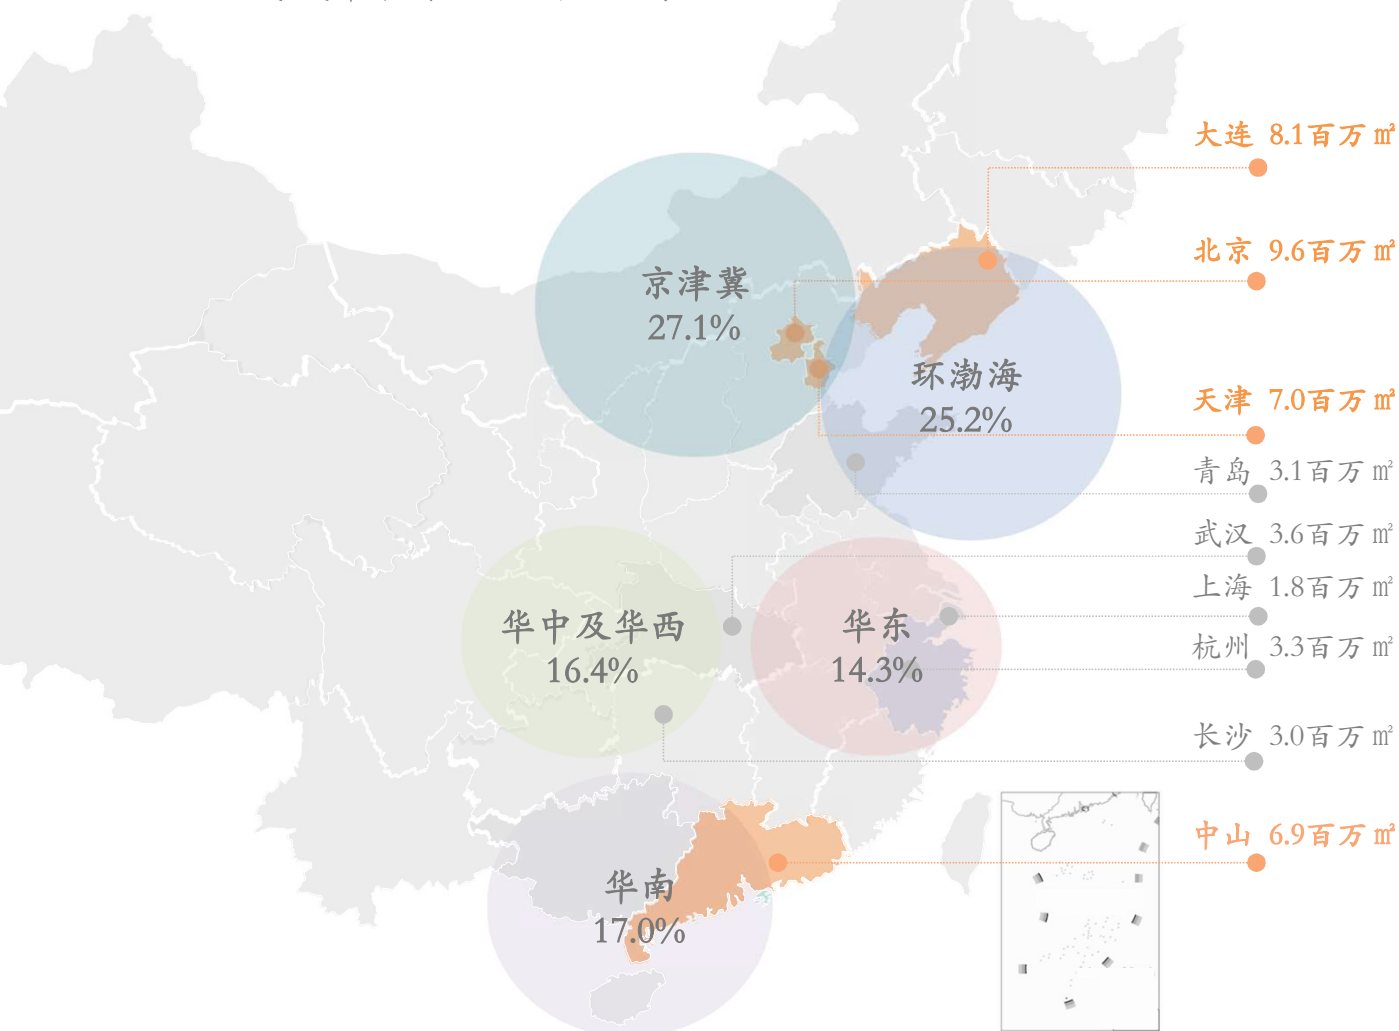 大连 8.1百万㎡
北京 9.6百万㎡
京津冀
27.1%
环渤海
25.2%
天津 7.0百万㎡
青岛 3.1百万㎡
武汉 3.6百万㎡
上海 1.8百万㎡
华中及华西
16.4%
华东
14.3%
杭州 3.3百万㎡
长沙 3.0百万㎡
中山 6.9百万㎡
华南
17.0%